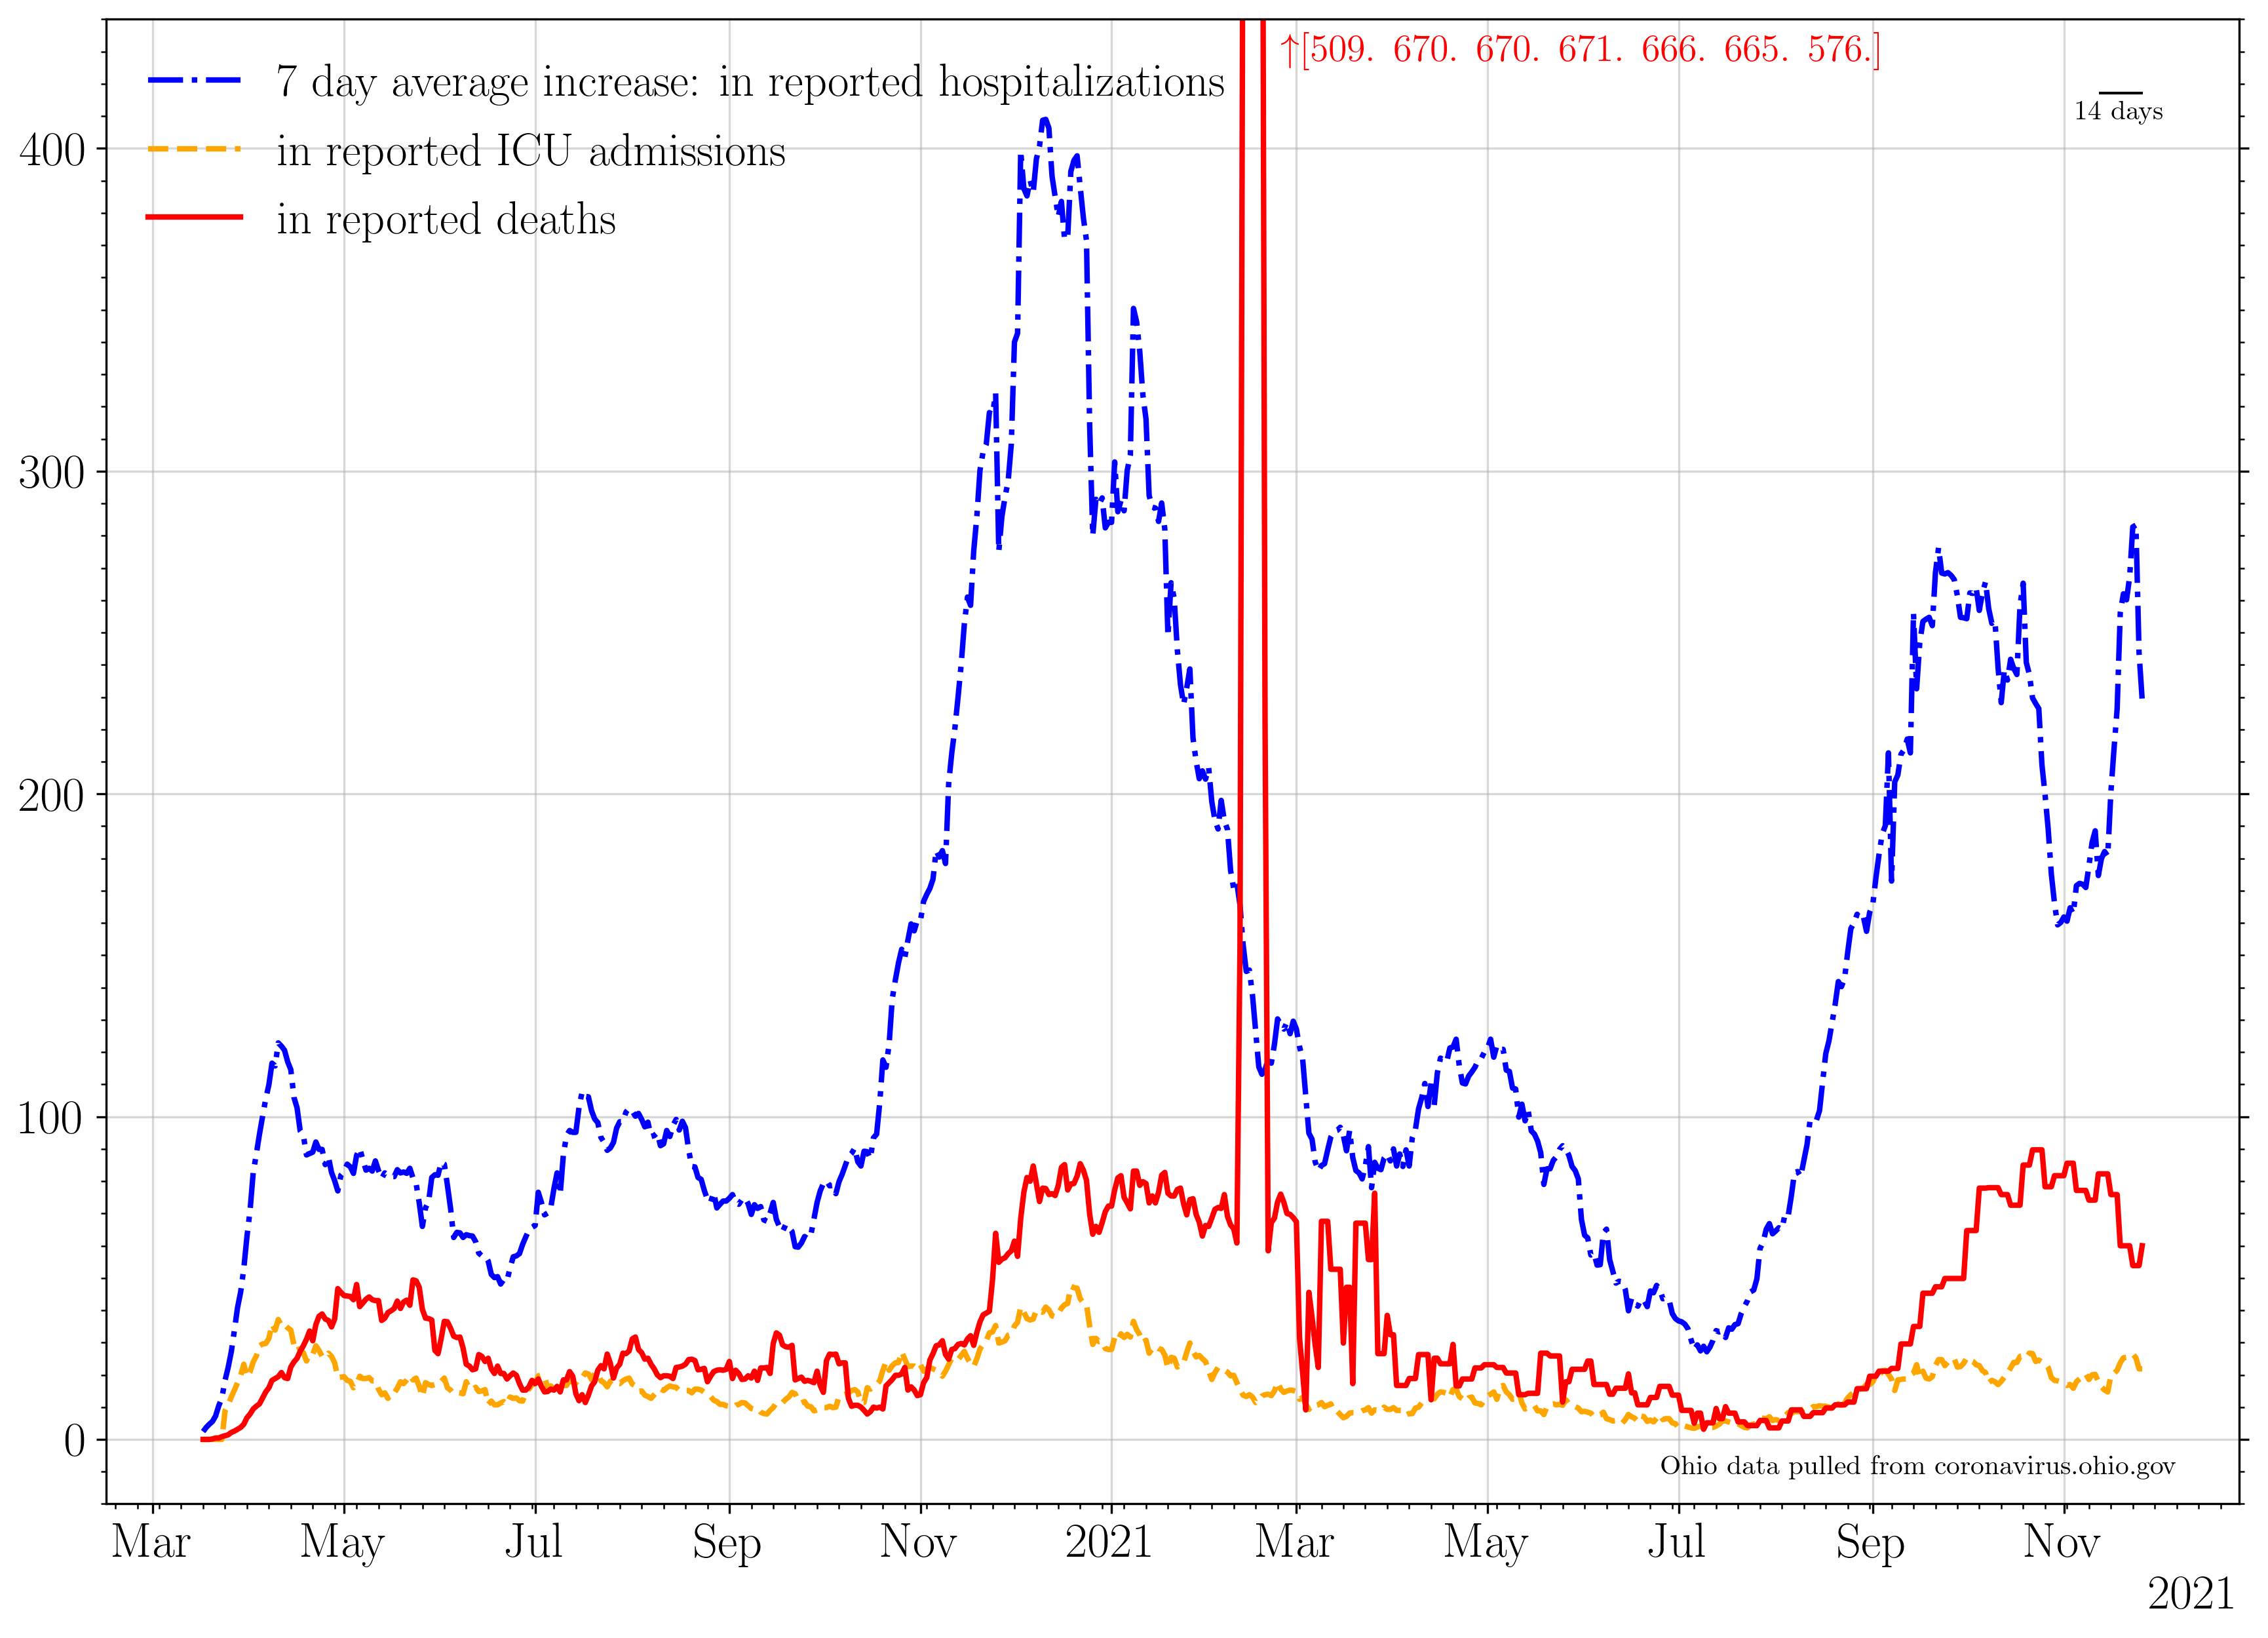 ↑[509. 670. 670. 671. 666. 665. 576.]
7 day average increase: in reported hospitalizations
14 days
in reported ICU admissions
in reported deaths
400
300
200
100
0
Ohio data pulled from coronavirus.ohio.gov
Mar May Jul Sep Nov 2021 Mar May Jul Sep Nov
2021